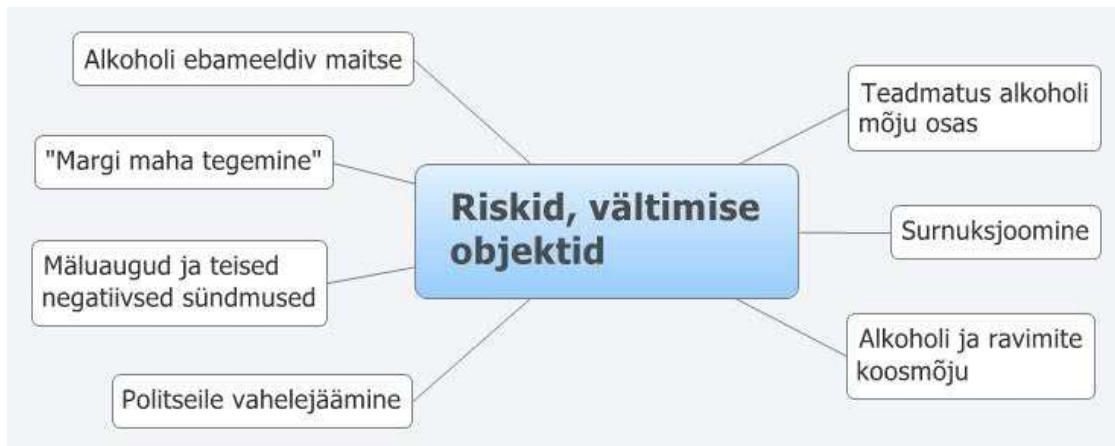 Alkoholi ebameeldiv maitse
"Margi maha tegemine"
Mäluaugud ja teised
negatiivsed sündmused
Politseile vahelejäämine
Riskid, vältimise
objektid
Teadmatus alkoholi
mõju osas
Surnuksjoomine
Alkoholi ja ravimite
koosmõju